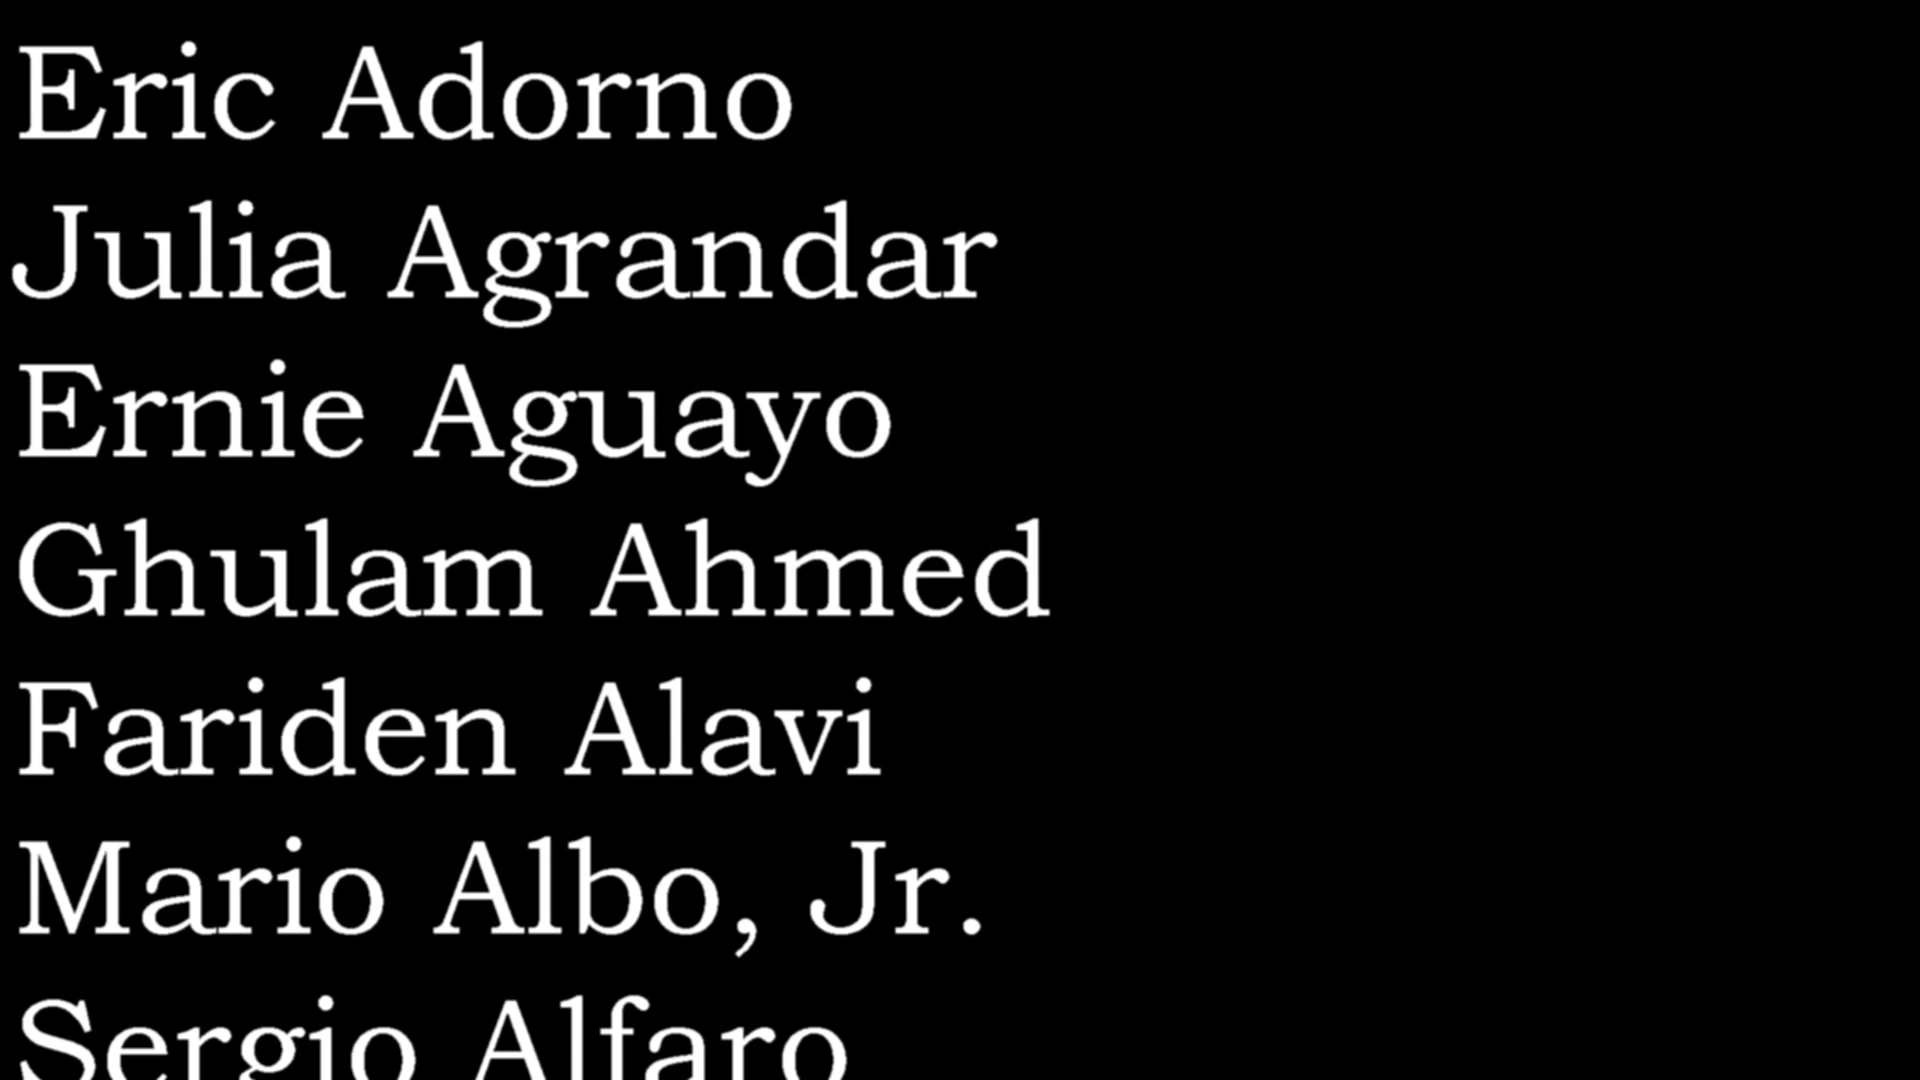 Eric Adorno
Julia Agrandar
Ernie Aguayo
Ghulam Ahmed
Fariden Alavi
Mario Albo, Jr.
Sergio Alfaro